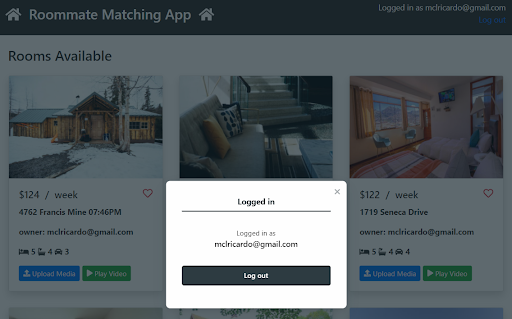 Roommate Matching App
Logged in as mclricardo@gmail.com
Log out
Rooms Available
$124 / week
4762 Francis Mine 07:46PM
owner: mclricardo@gmail.com
5 4 3
Upload Media
Play Video
×
Logged in
Logged in as
mclricardo@gmail.com
Log out
$122 / week
1719 Seneca Drive
owner: mclricardo@gmail.com
5 4 4
Upload Media
Play Video